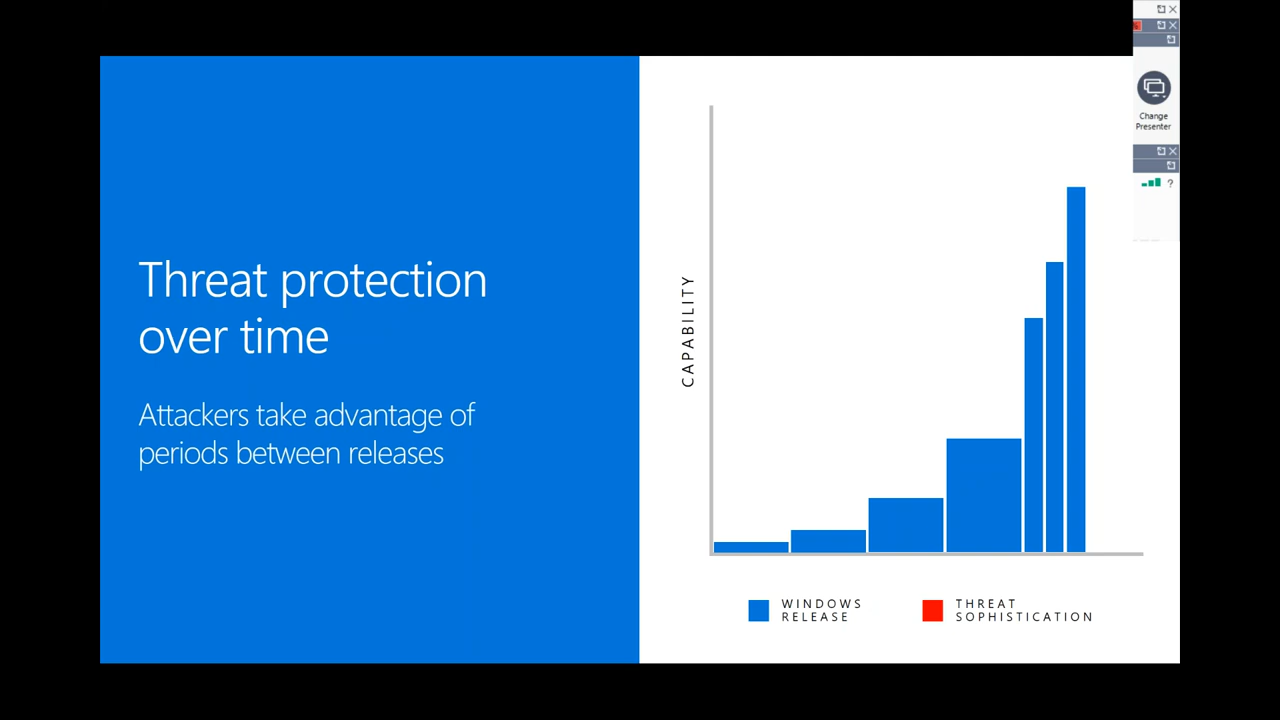 Threat protection
over time
Attackers take advantage of
periods between releases
CAPABILITY
WINDOWS
RELEASE
THREAT
SOPHISTICATION
Change
Presenter
?